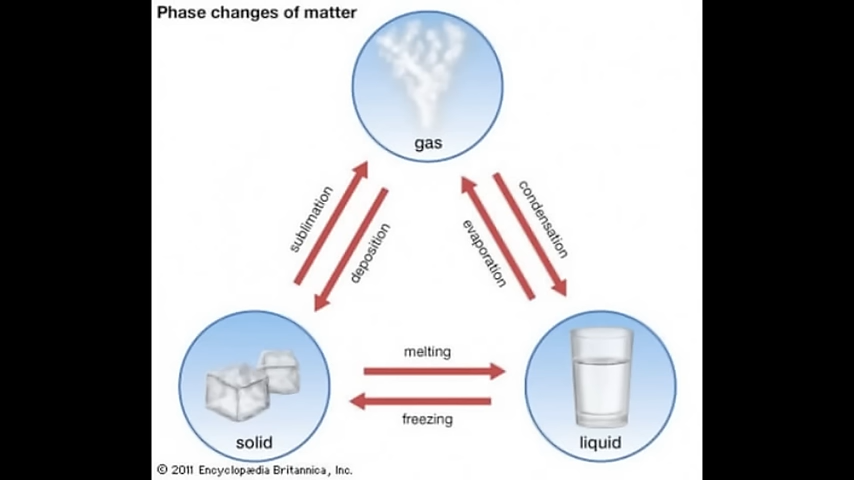 Phase changes of matter
gas
sublimation
deposition
evaporation
condensation
melting
freezing
solid
liquid
© 2011 Encyclopædia Britannica, Inc.